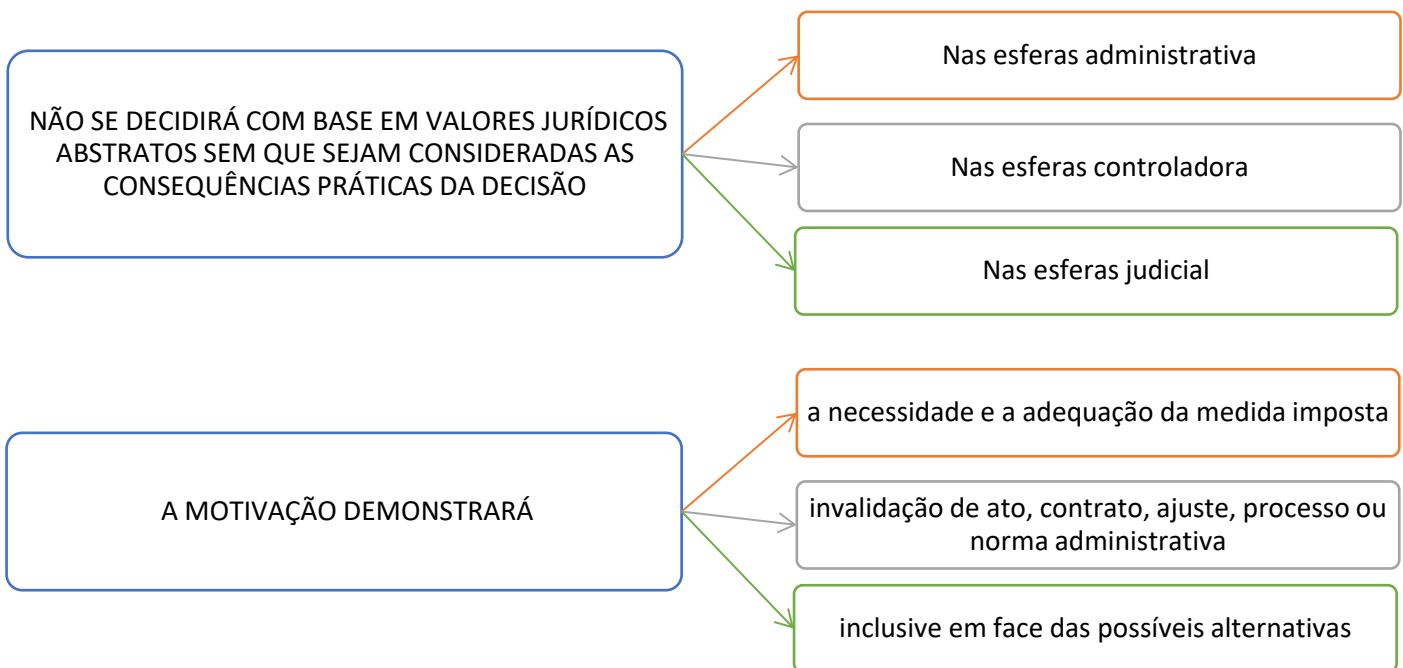 NÃO SE DECIDIRÁ COM BASE EM VALORES JURÍDICOS
ABSTRATOS SEM QUE SEJAM CONSIDERADAS AS
CONSEQUÊNCIAS PRÁTICAS DA DECISÃO
Nas esferas administrativa
Nas esferas controladora
Nas esferas judicial
A MOTIVAÇÃO DEMONSTRARÁ
a necessidade e a adequação da medida imposta
invalidação de ato, contrato, ajuste, processo ou
norma administrativa
inclusive em face das possíveis alternativas